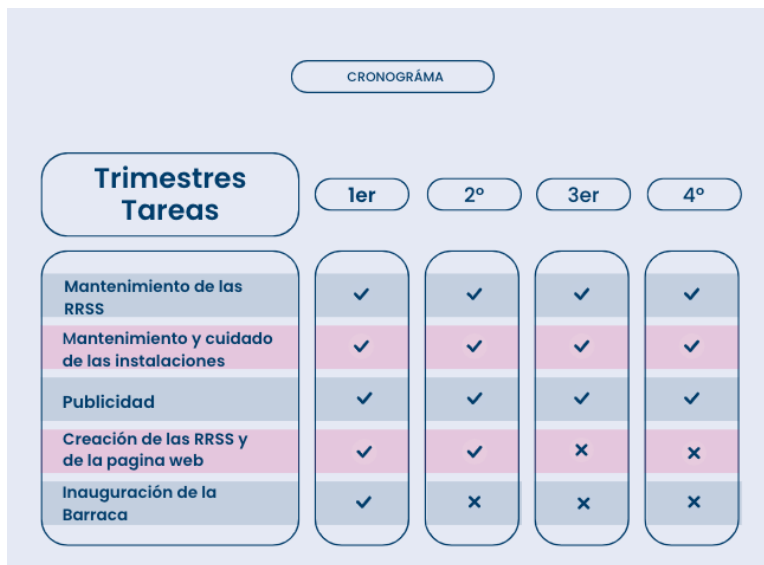 CRONOGRÁMA
Trimestres
Tareas
1er
2º
3er
4º
Mantenimiento de las
RRSS
Mantenimiento y cuidado
de las instalaciones
Publicidad
Creación de las RRSS y
de la pagina web
Inauguración de la
Barraca